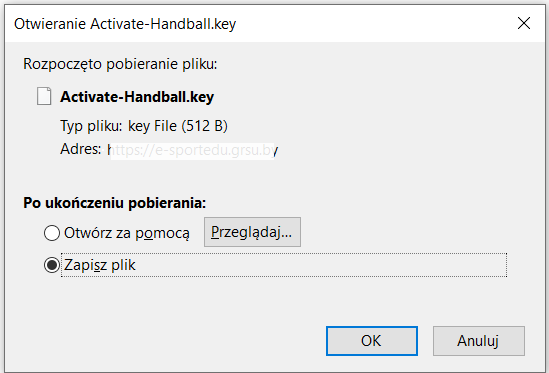 Otwieranie Activate-Handball.key
Rozpoczęto pobieranie pliku:
Activate-Handball.key
Typ pliku: key File (512 B)
Adres: https://e-sportedu.grsu.by
Po ukończeniu pobierania:
Otwórz za pomocą Przeglądaj...
Zapisz plik
OK Anuluj